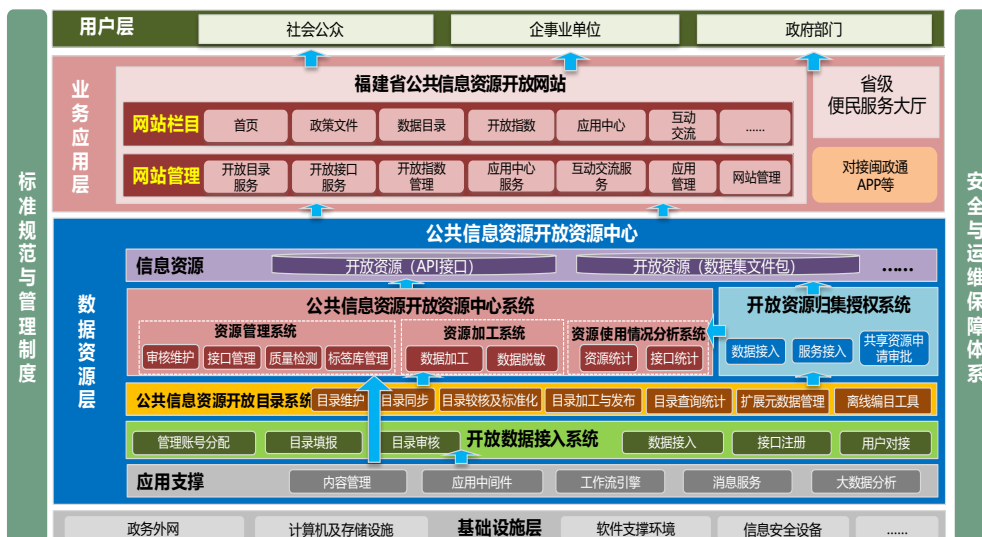 用户层
社会公众
企事业单位
政府部门
标准规范与管理制度
安全与运维保障体系
业务应用层
福建省公共信息资源开放网站
网站栏目
首页
政策文件
数据目录
开放指数
应用中心
互动
交流
......
网站管理
开放目录
服务
开放接口
服务
开放指数
管理
应用中心
服务
互动交流服
务
应用
管理
网站管理
省级
便民服务大厅
对接闽政通
APP等
数据资源层
公共信息资源开放资源中心
信息资源
开放资源（API接口）
开放资源（数据集文件包）
......
公共信息资源开放资源中心系统
资源管理系统
审核维护
接口管理
质量检测
标签库管理
资源加工系统
数据加工
数据脱敏
资源使用情况分析系统
资源统计
接口统计
开放资源归集授权系统
数据接入
服务接入
共享资源申
请审批
公共信息资源开放目录系统
目录维护
目录同步
目录较核及标准化
目录加工与发布
目录查询统计
扩展元数据管理
离线编目工具
管理账号分配
目录填报
目录审核
开放数据接入系统
数据接入
接口注册
用户对接
应用支撑
内容管理
应用中间件
工作流引擎
消息服务
大数据分析
政务外网
计算机及存储设施
基础设施层
软件支撑环境
信息安全设备
......